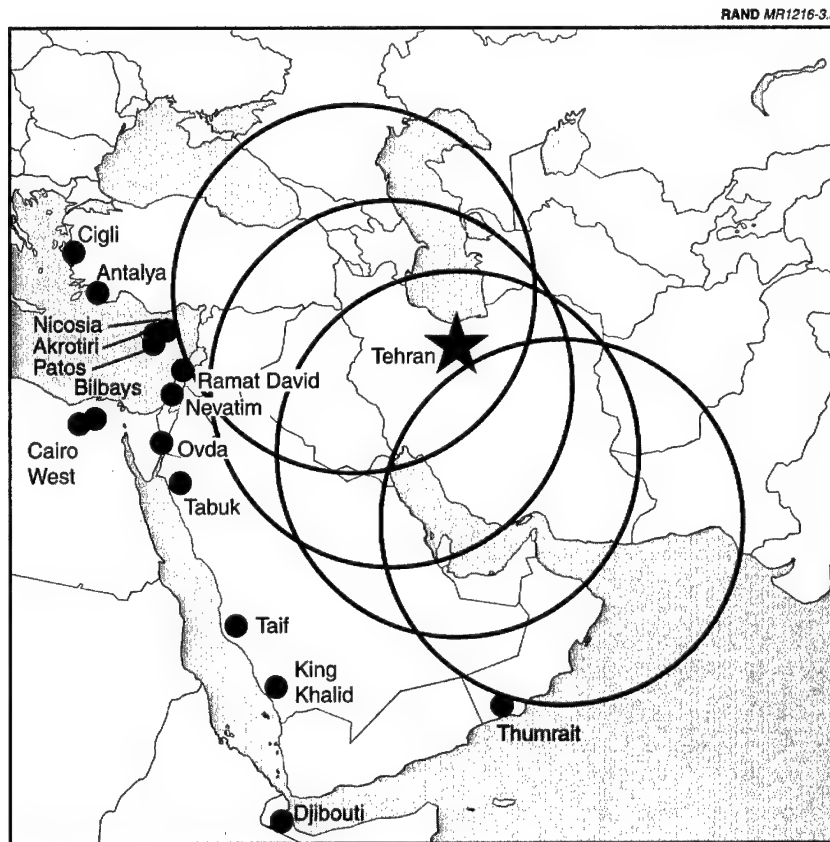 RAND MR1216-3.
Cigli
Antalya
Nicosia
Akrotiri
Patos
Tehran
Ramat David
Bilbays
Nevatim
Cairo
West
Ovda
Tabuk
Taif
King
Khalid
Thumrait
Djibouti